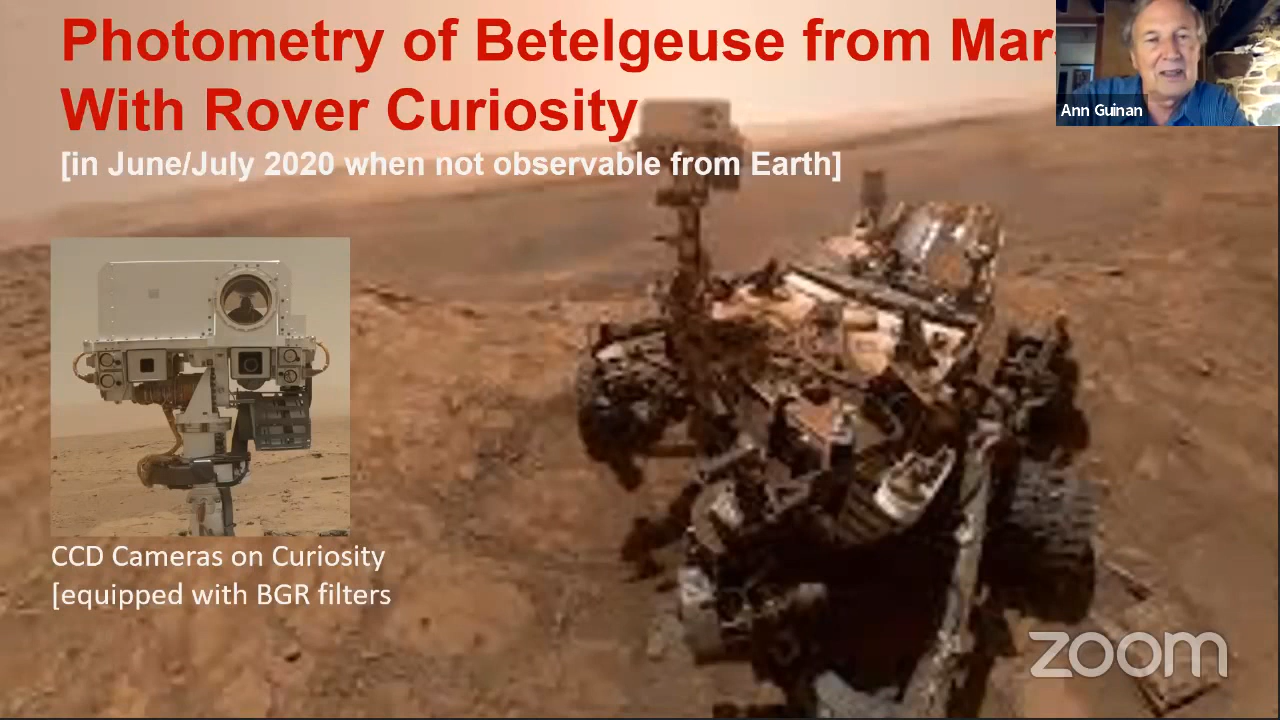 Photometry of Betelgeuse from Mar
With Rover Curiosity
[in June/July 2020 when not observable from Earth]
Ann Guinan
CCD Cameras on Curiosity
[equipped with BGR filters
zoom